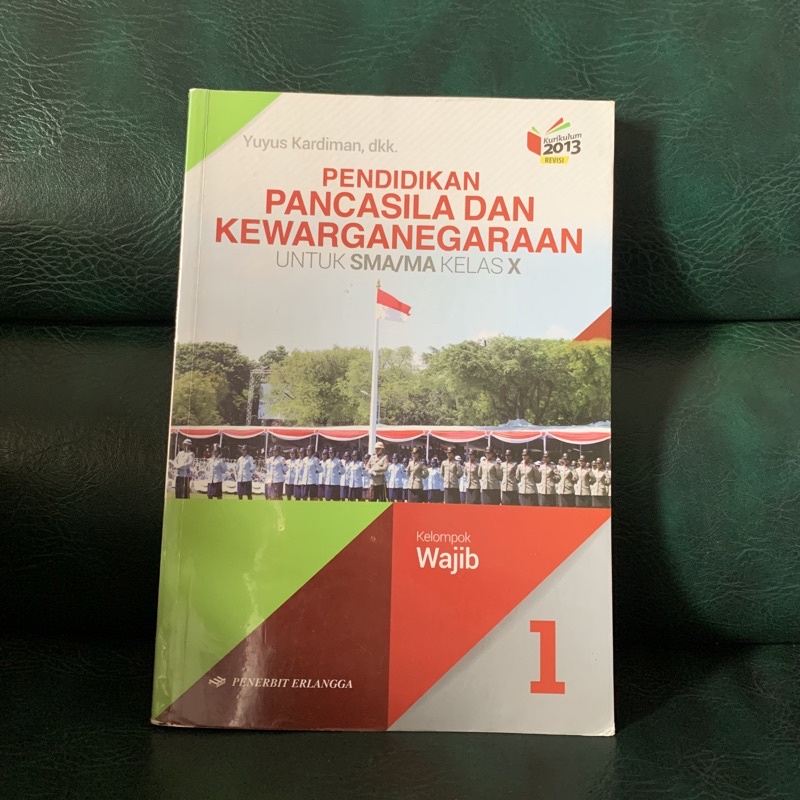 Yuyus Kardiman, dkk.
Kurikulum
2013
REVISI
PENDIDIKAN
PANCASILA DAN
KEWARGANEGARAAN
UNTUK SMA/MA KELAS X
Kelompok
Wajib
1
PENERBIT ERLANGGA